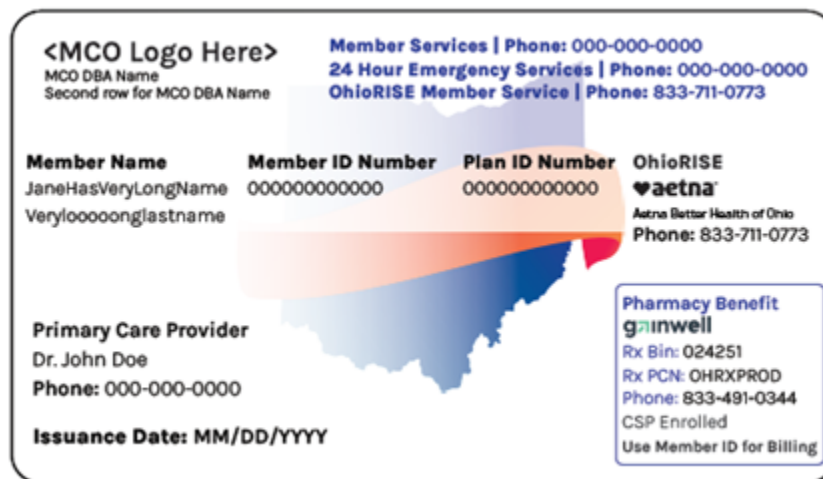 <MCO Logo Here>
MCO DBA Name
Second row for MCO DBA Name
Member Services | Phone: 000-000-0000
24 Hour Emergency Services | Phone: 000-000-0000
OhioRISE Member Service | Phone: 833-711-0773
Member Name
JaneHasVeryLongName
Verylooooonglastname
Member ID Number
000000000000
Plan ID Number
000000000000
OhioRISE
aetna
Aetna Better Health of Ohio
Phone: 833-711-0773
Primary Care Provider
Dr. John Doe
Phone: 000-000-0000
Issuance Date: MM/DD/YYYY
Pharmacy Benefit
gainwell
Rx Bin: 024251
Rx PCN: OHRXPROD
Phone: 833-491-0344
CSP Enrolled
Use Member ID for Billing